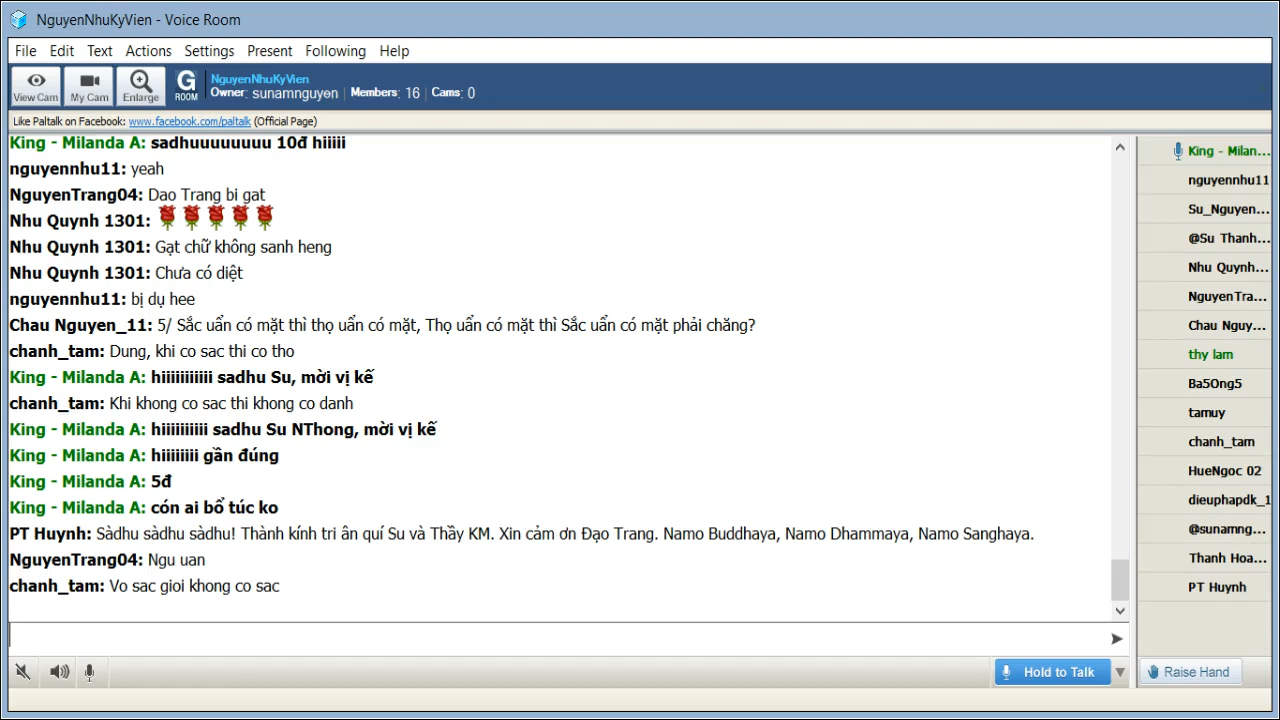 NguyenNhuKyVien - Voice Room
File Edit Text Actions Settings Present Following Help
View Cam My Cam Enlarge G ROOM
NguyenNhuKyVien
Owner: sunamnguyen | Members: 16 | Cams: 0
Like Paltalk on Facebook: www.facebook.com/paltalk (Official Page)
King - Milanda A: sadhuuuuuuuu 10đ hiiiii
nguyennhu11: yeah
NguyenTrang04: Dao Trang bi gat
Nhu Quynh 1301:
Nhu Quynh 1301: Gạt chữ không sanh heng
Nhu Quynh 1301: Chưa có diệt
nguyennhu11: bị dụ hee
Chau Nguyen_11: 5/ Sắc uẩn có mặt thì thọ uẩn có mặt, Thọ uẩn có mặt thì Sắc uẩn có mặt phải chăng?
chanh_tam: Dung, khi co sac thi co tho
King - Milanda A: hiiiiiiiiiii sadhu Su, mời vị kế
chanh_tam: Khi khong co sac thi khong co danh
King - Milanda A: hiiiiiiiiii sadhu Su NThong, mời vị kế
King - Milanda A: hiiiiiiii gần đúng
King - Milanda A: 5đ
King - Milanda A: cón ai bổ túc ko
PT Huynh: Sàdhu sàdhu sàdhu! Thành kính tri ân quí Su và Thầy KM. Xin cảm ơn Đạo Trang. Namo Buddhaya, Namo Dhammaya, Namo Sanghaya.
NguyenTrang04: Ngu uan
chanh_tam: Vo sac gioi khong co sac
King - Milan...
nguyennhu11
Su_Nguyen...
@Su Thanh...
Nhu Quynh...
NguyenTra...
Chau Nguy...
thy lam
Ba5Ong5
tamuy
chanh_tam
HueNgoc 02
dieuphapdk_1
@sunamng...
Thanh Hoa...
PT Huynh
Hold to Talk
Raise Hand